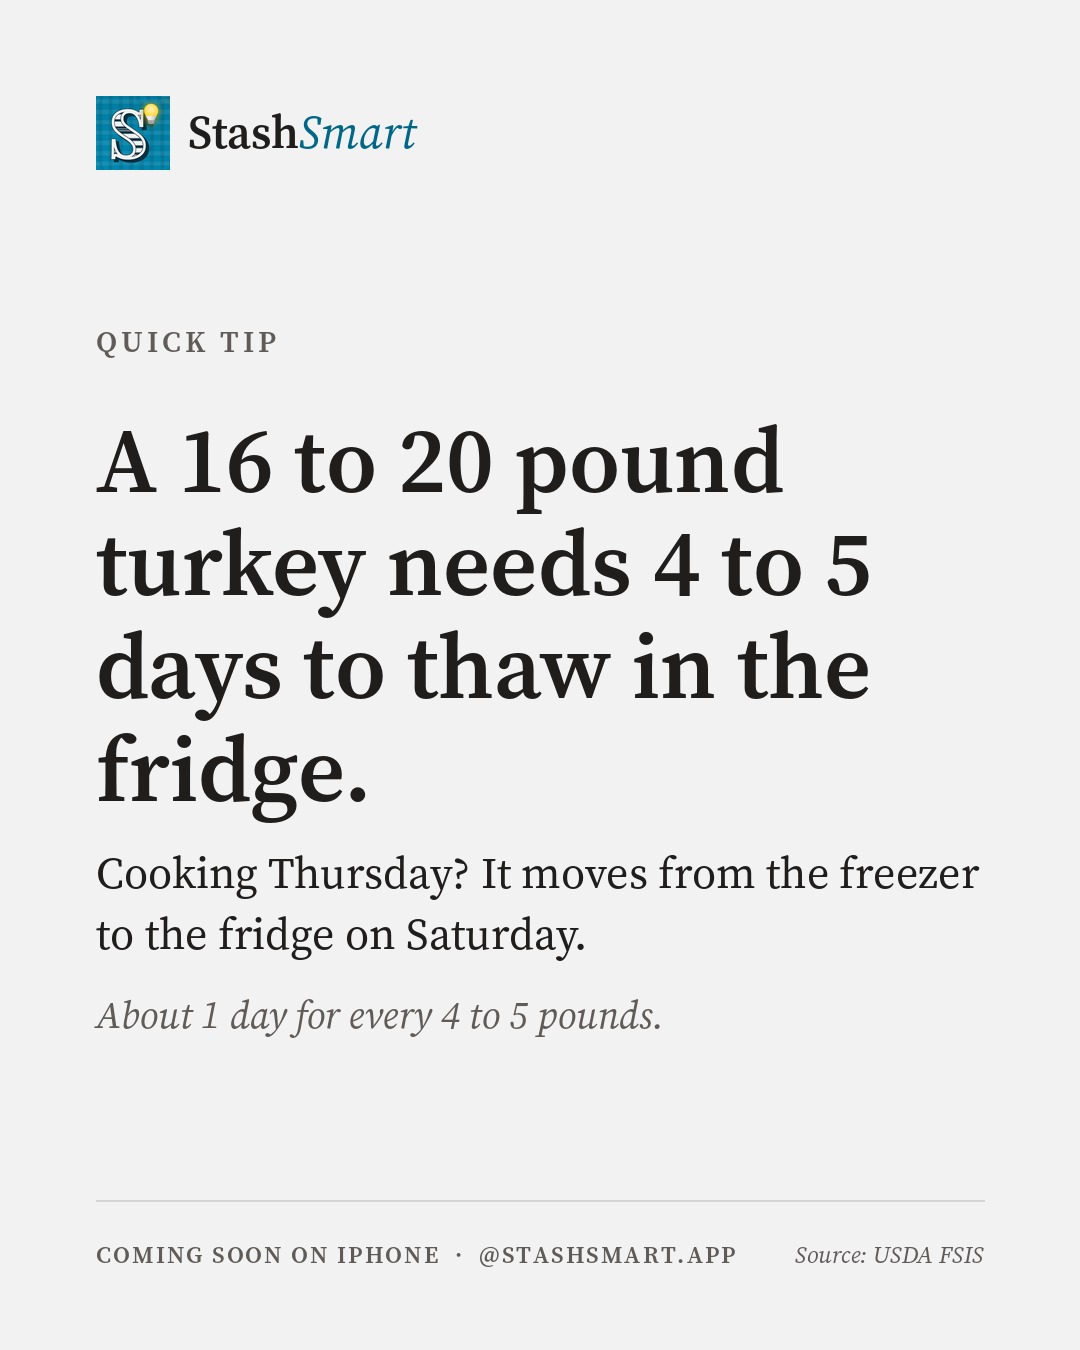 S
StashSmart
QUICK TIP
A 16 to 20 pound
turkey needs 4 to 5
days to thaw in the
fridge.
Cooking Thursday? It moves from the freezer
to the fridge on Saturday.
About 1 day for every 4 to 5 pounds.
COMING SOON ON IPHONE · @STASHSMART.APP
Source: USDA FSIS